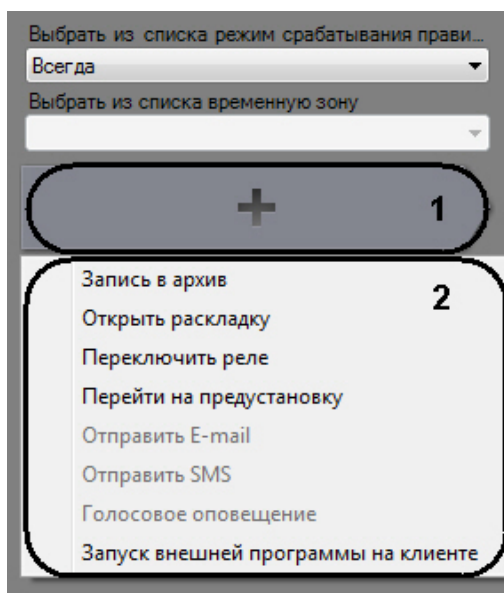 Выбрать из списка режим срабатывания прави...
Всегда
Выбрать из списка временную зону
+ 1
2
Запись в архив
Открыть раскладку
Переключить реле
Перейти на предустановку
Отправить E-mail
Отправить SMS
Голосовое оповещение
Запуск внешней программы на клиенте